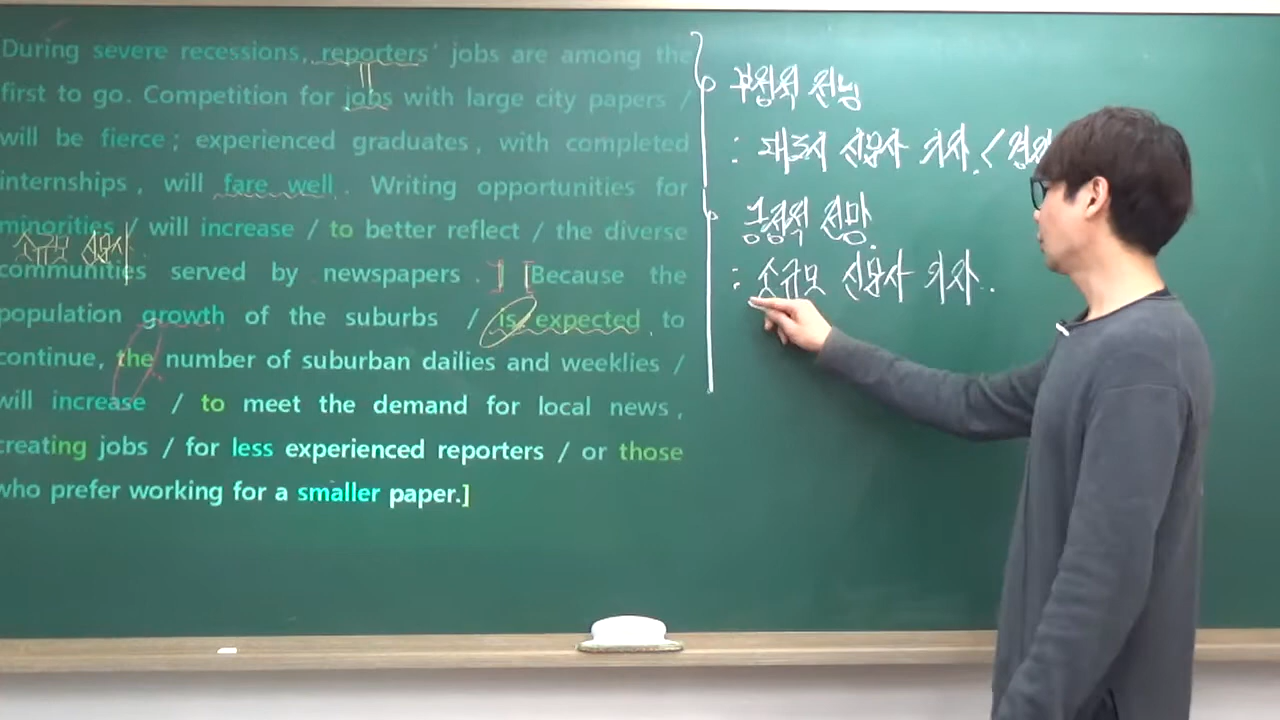 During severe recessions, reporters' jobs are among the
first to go. Competition for jobs with large city papers /
will be fierce ; experienced graduates, with completed
internships, will fare well. Writing opportunities for
minorities / will increase / to better reflect / the diverse
소규모 신문사
communities served by newspapers.] [Because the
population growth of the suburbs / is expected to
continue, the number of suburban dailies and weeklies /
will increase / to meet the demand for local news,
creating jobs / for less experienced reporters / or those
who prefer working for a smaller paper.]
부정적 전망
: 대도시 신문사 기자. <
긍정적 전망.
: 소규모 신문사 기자.